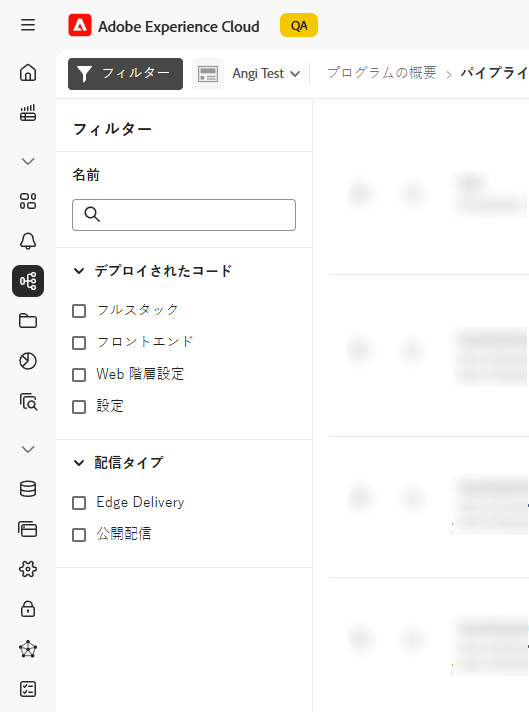 Adobe Experience Cloud QA
フィルター Angi Test プログラムの概要 パイプライ
フィルター
名前
デプロイされたコード
フルスタック
フロントエンド
Web 階層設定
設定
配信タイプ
Edge Delivery
公開配信